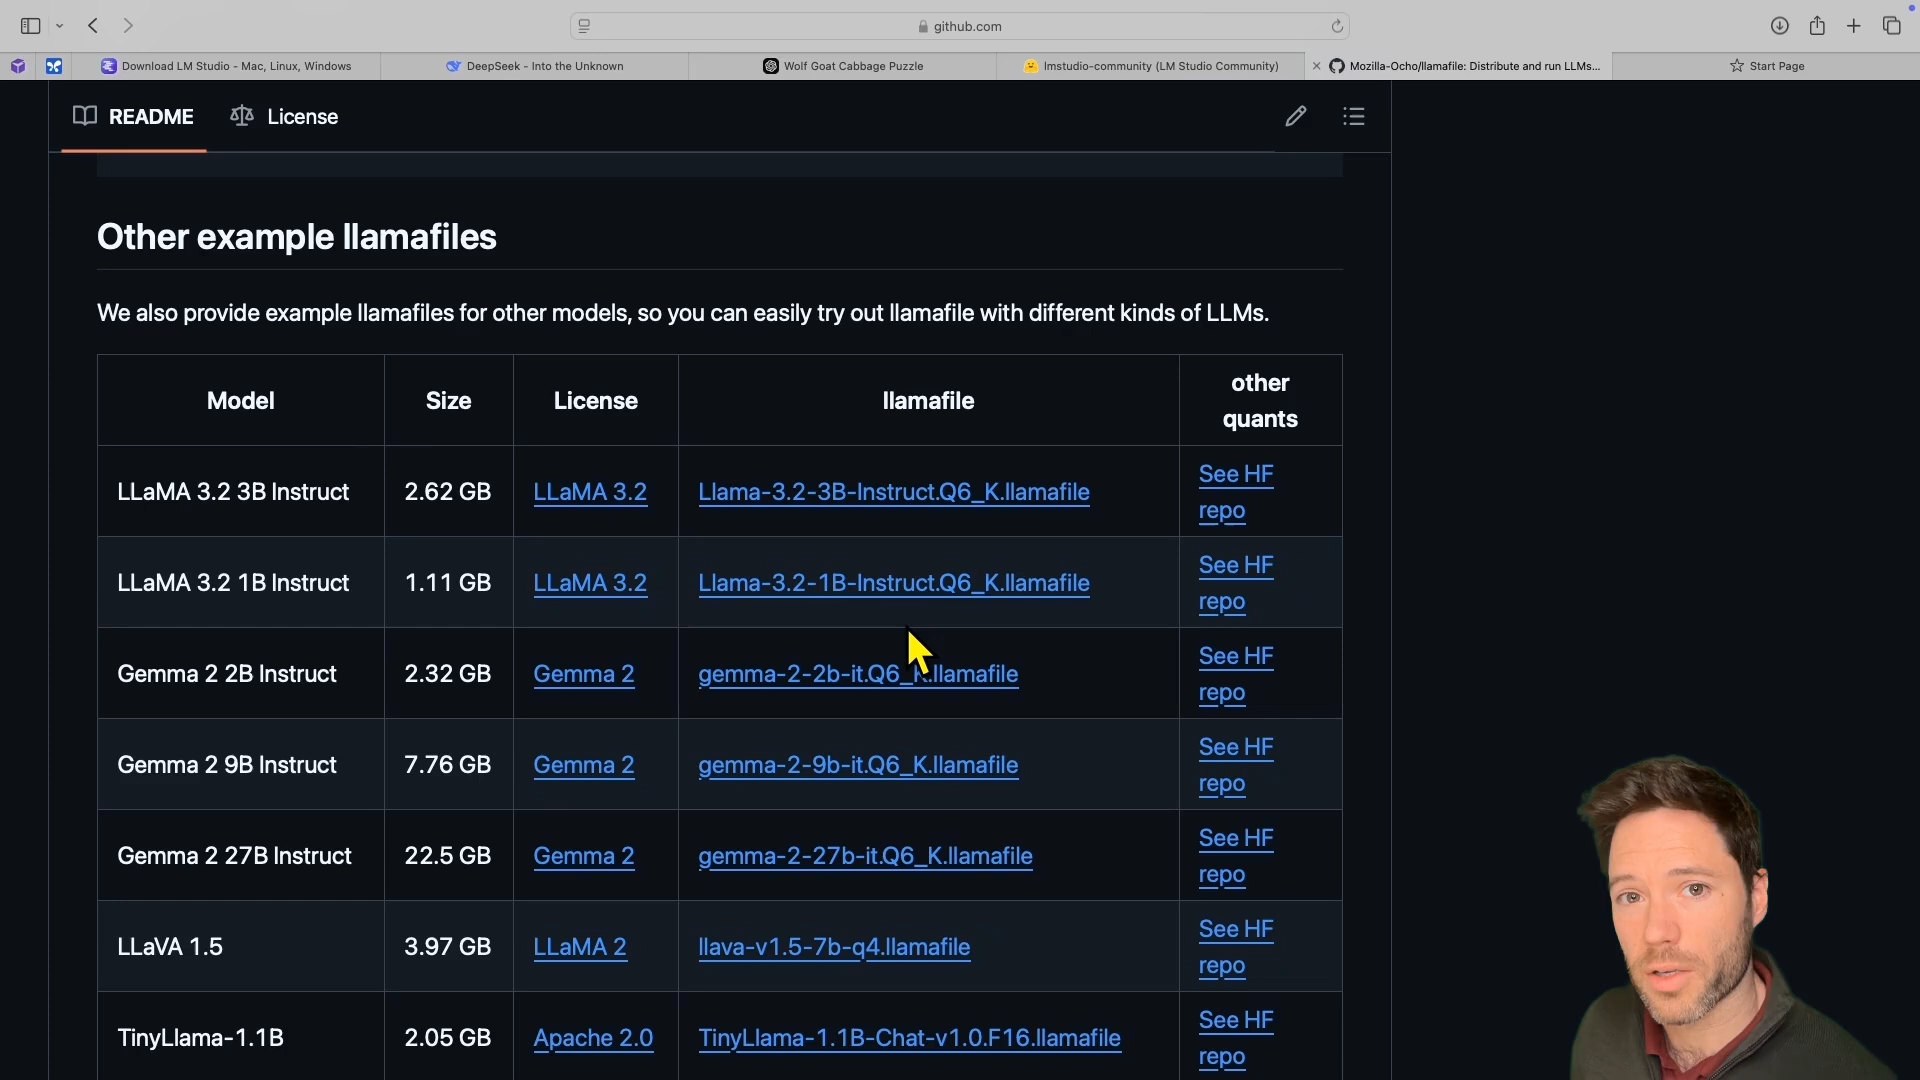 github.com
Download LM Studio - Mac, Linux, Windows
DeepSeek - Into the Unknown
Wolf Goat Cabbage Puzzle
lmstudio-community (LM Studio Community)
Mozilla-Ocho/llamafile: Distribute and run LLMs...
Start Page
README
License
Other example llamafiles
We also provide example llamafiles for other models, so you can easily try out llamafile with different kinds of LLMs.
Model Size License llamafile other
quants
LLaMA 3.2 3B Instruct 2.62 GB LLaMA 3.2 Llama-3.2-3B-Instruct.Q6_K.llamafile See HF
repo
LLaMA 3.2 1B Instruct 1.11 GB LLaMA 3.2 Llama-3.2-1B-Instruct.Q6_K.llamafile See HF
repo
Gemma 2 2B Instruct 2.32 GB Gemma 2 gemma-2-2b-it.Q6_K.llamafile See HF
repo
Gemma 2 9B Instruct 7.76 GB Gemma 2 gemma-2-9b-it.Q6_K.llamafile See HF
repo
Gemma 2 27B Instruct 22.5 GB Gemma 2 gemma-2-27b-it.Q6_K.llamafile See HF
repo
LLaVA 1.5 3.97 GB LLaMA 2 llava-v1.5-7b-q4.llamafile See HF
repo
TinyLlama-1.1B 2.05 GB Apache 2.0 TinyLlama-1.1B-Chat-v1.0.F16.llamafile See HF
repo